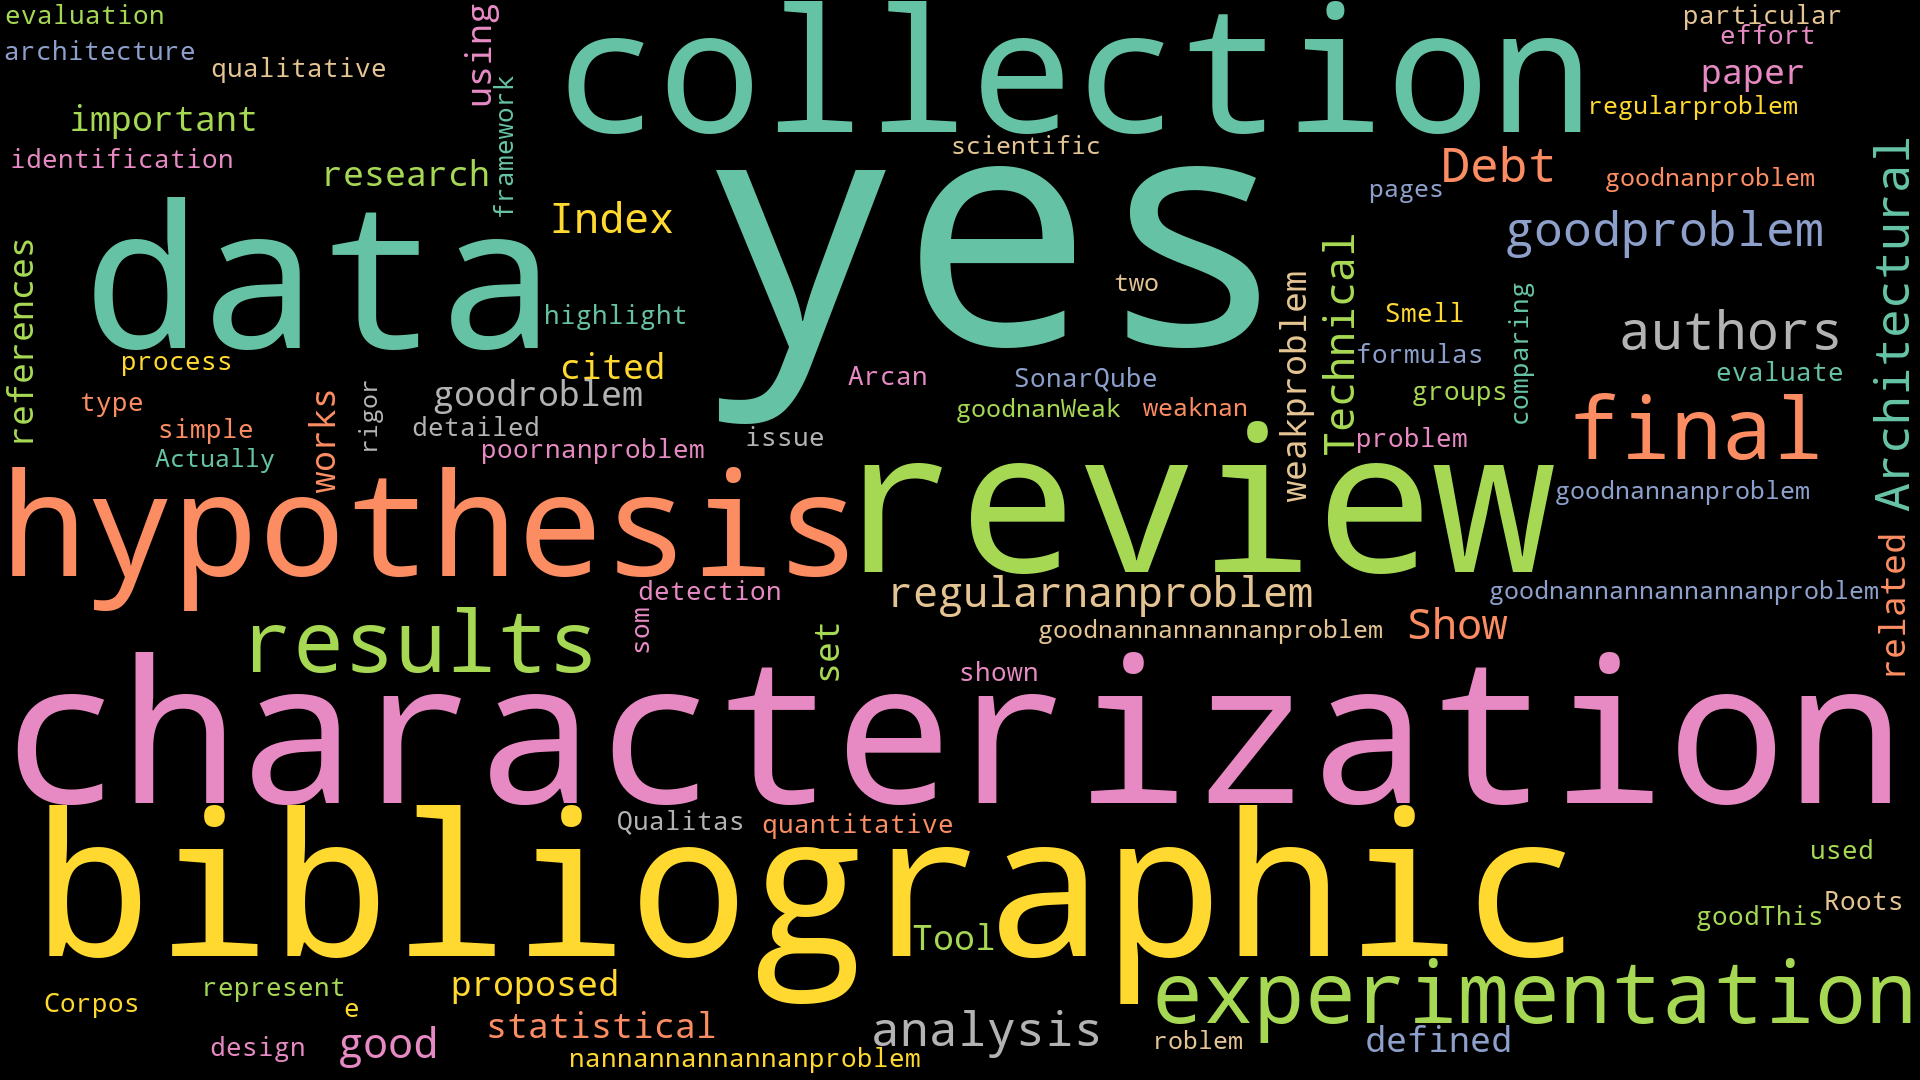 evaluation
architecture
qualitative
using
collection
particular
effort
paper
regularproblem
important
identification
research
framework
scientific
yes
Debt
pages
goodnanproblem
goodproblem
Architectural
Index
data
references
highlight
two
weakproblem
Technical
Smell
formulas
comparing
authors
evaluate
groups
process
cited
goodroblem
Arcan
SonarQube
goodnanWeak
weaknan
type
simple
Actually
works
rigor
detailed
poornanproblem
issue
problem
final
goodnannanproblem
hypothesis
review
related
detection
regularnanproblem
goodnannannannannanproblem
goodnannannannanproblem
Show
results
som
set
shown
characterization
Qualitas
quantitative
bibliographic
used
Roots
goodThis
Tool
Corpos
represent
e
proposed
experimentation
design
good
statistical
nannannannannanproblem
analysis
roblem
defined